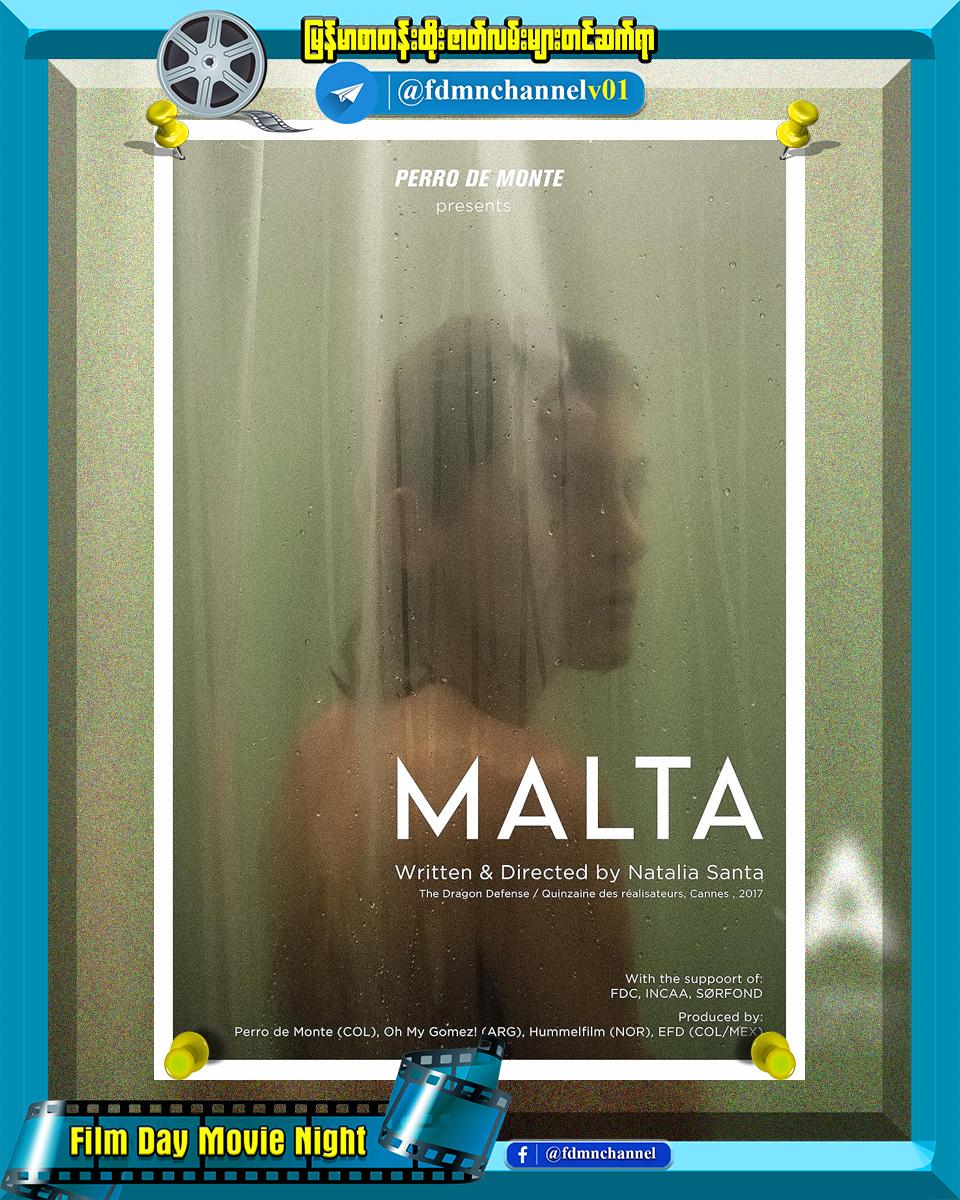 မြန်မာစာတန်းထိုးဇာတ်လမ်းများတင်ဆက်ရာ
@fdmnchannelv01
PERRO DE MONTE
presents
MALTA
Written & Directed by Natalia Santa
The Dragon Defense / Quinzaine des réalisateurs, Cannes , 2017
With the suppoort of:
FDC, INCAA, SØRFOND
Produced by:
Perro de Monte (COL), Oh My Gomez! (ARG), Hummelfilm (NOR), EFD (COL/MEX)
A
Film Day Movie Night
@fdmnchannel